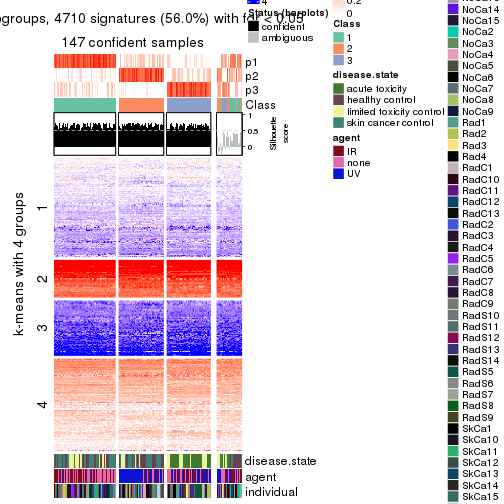 groups, 4710 signatures (56.0%) with fdr < 0.05
147 confident samples
p1
p2
p3
Class
1
0.5
0
Silhouette score
k-means with 4 groups
1
2
3
4
disease.state
agent
individual
4
Status (barplots)
confident
ambiguous
0.2
0
Class
1
2
3
disease.state
acute toxicity
healthy control
limited toxicity control
skin cancer control
agent
IR
none
UV
NoCa14
NoCa15
NoCa2
NoCa3
NoCa4
NoCa5
NoCa6
NoCa7
NoCa8
NoCa9
Rad1
Rad2
Rad3
Rad4
RadC1
RadC10
RadC11
RadC12
RadC13
RadC2
RadC3
RadC4
RadC5
RadC6
RadC7
RadC8
RadC9
RadS10
RadS11
RadS12
RadS13
RadS14
RadS5
RadS6
RadS7
RadS8
RadS9
SkCa1
SkCa10
SkCa11
SkCa12
SkCa13
SkCa14
SkCa15